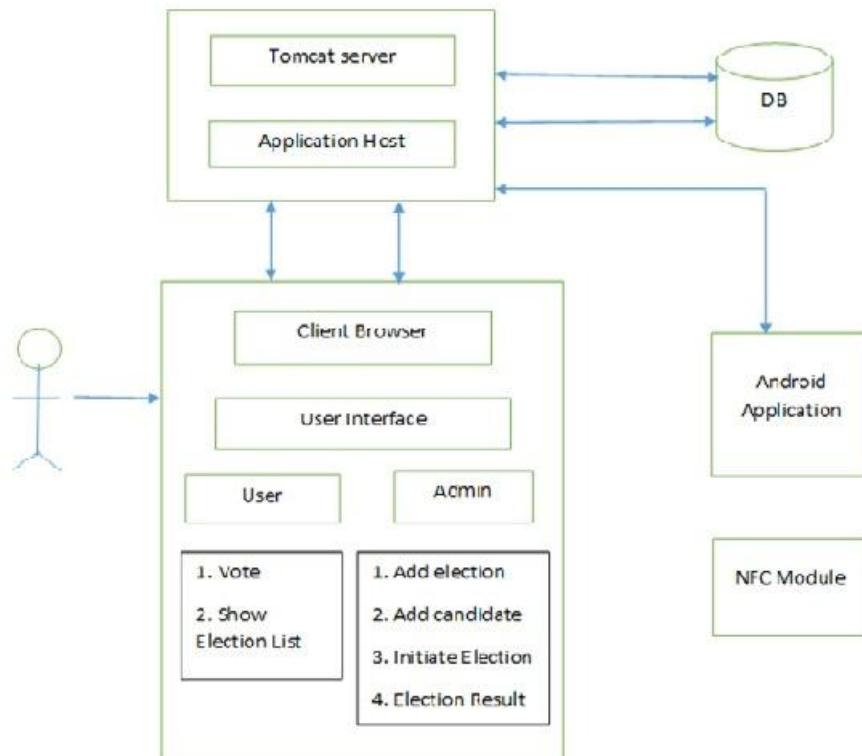 Tomcat server
DB
Application Host
Client Browser
Android
Application
User Interface
User
Admin
1. Vote
2. Show
Election List
1. Add election
2. Add candidate
3. Initiate Election
4. Election Result
NFC Module